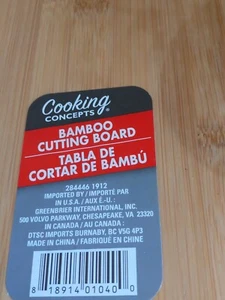 Cooking
CONCEPTS®
BAMBOO
CUTTING BOARD
TABLA DE
CORTAR DE BAMBÚ
284446 1912
IMPORTED BY / IMPORTÉ PAR
IN U.S.A. / AUX É.-U. :
GREENBRIER INTERNATIONAL, INC.
500 VOLVO PARKWAY, CHESAPEAKE, VA 23320
IN CANADA / AU CANADA :
DTSC IMPORTS BURNABY, BC V5G 4P3
MADE IN CHINA / FABRIQUÉ EN CHINE
8 18914 01040 0